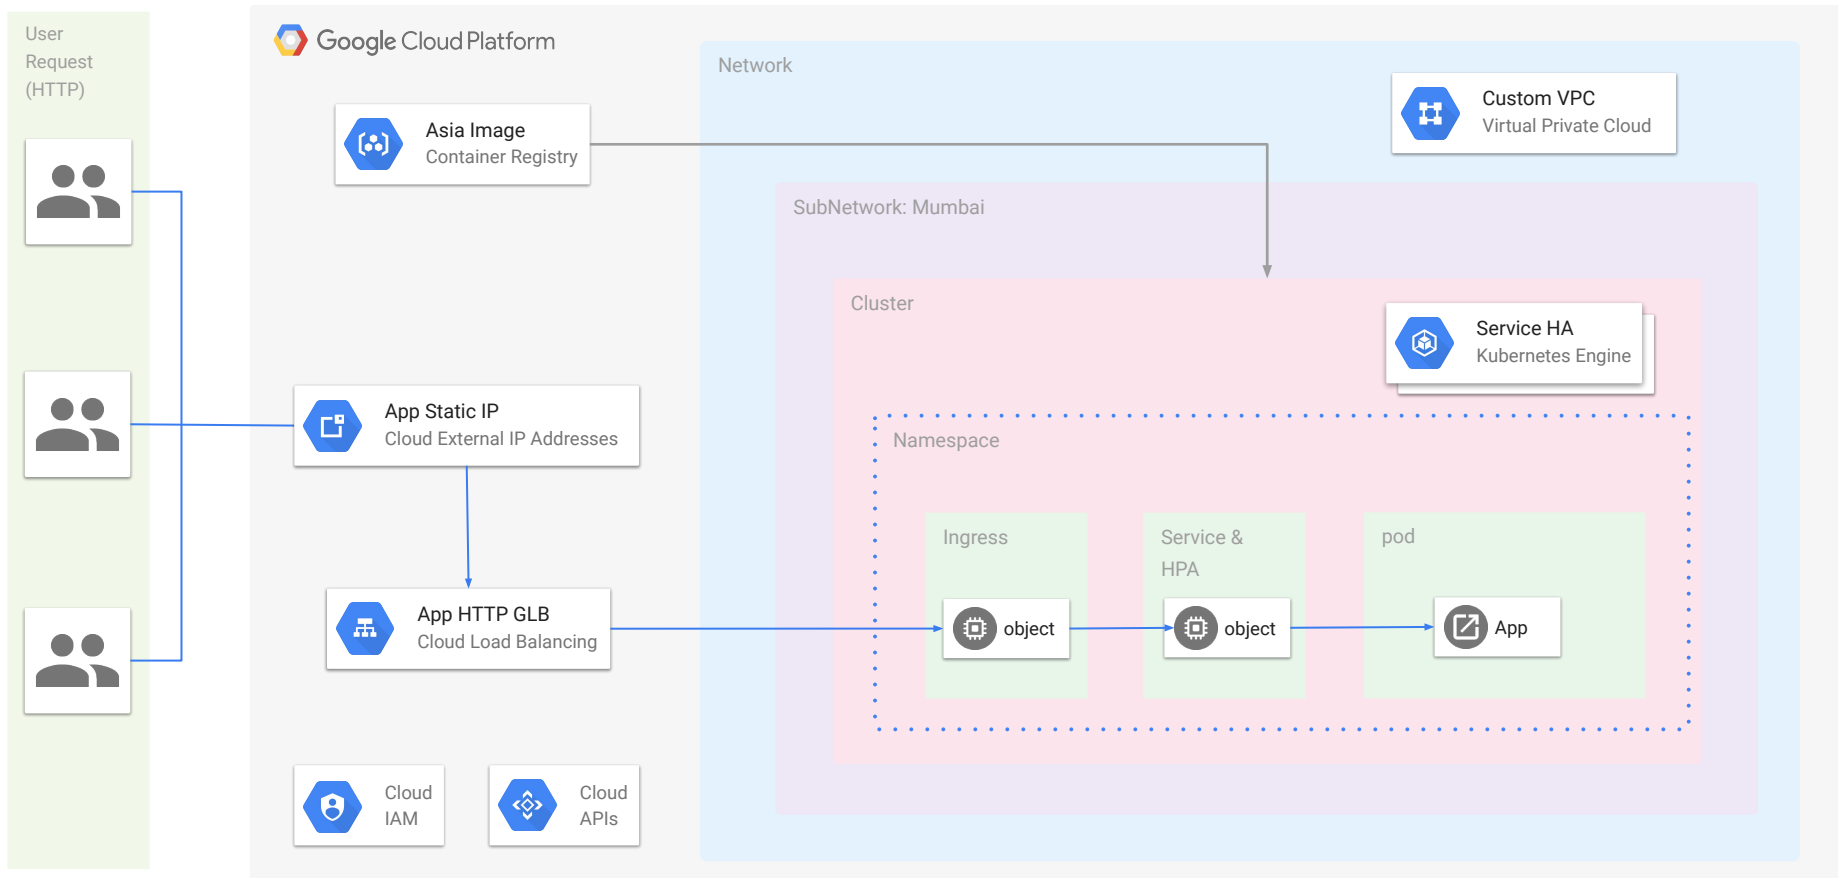 User
Request
(HTTP)
Google Cloud Platform
Network
Asia Image
Container Registry
Custom VPC
Virtual Private Cloud
SubNetwork: Mumbai
Cluster
Service HA
Kubernetes Engine
App Static IP
Cloud External IP Addresses
Namespace
Ingress
Service &
HPA
pod
App HTTP GLB
Cloud Load Balancing
object
object
App
Cloud
IAM
Cloud
APIs